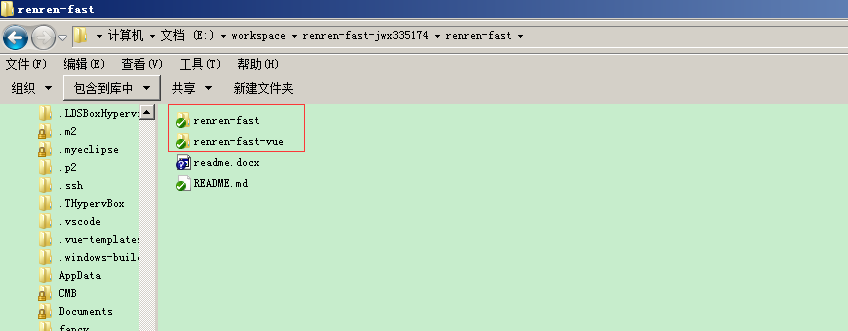 renren-fast
计算机 ▾ 文档 (E:) ▾ workspace ▾ renren-fast-jwx335174 ▾ renren-fast ▾
文件(F) 编辑(E) 查看(V) 工具(T) 帮助(H)
组织 ▼ 包含到库中 ▼ 共享 ▼ 新建文件夹
.LDSBoxHypervi
.m2
.myeclipse
.p2
.ssh
.THypervBox
.vscode
.vue-templates
.windows-buil
AppData
CMB
Documents
fancy
renren-fast
renren-fast-vue
readme.docx
README.md